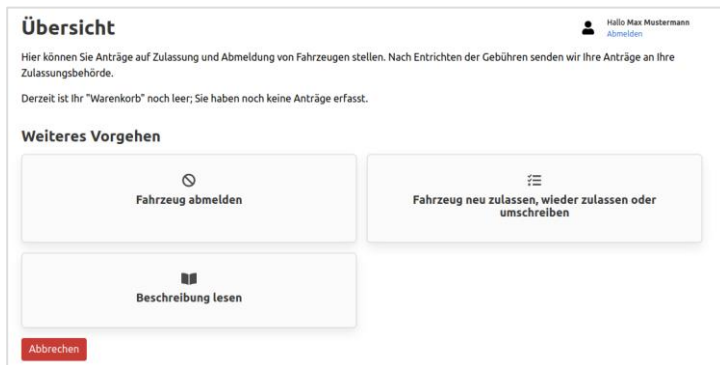 Übersicht
Hallo Max Mustermann
Abmelden
Hier können Sie Anträge auf Zulassung und Abmeldung von Fahrzeugen stellen. Nach Entrichten der Gebühren senden wir Ihre Anträge an Ihre
Zulassungsbehörde.
Derzeit ist Ihr "Warenkorb" noch leer; Sie haben noch keine Anträge erfasst.
Weiteres Vorgehen
Fahrzeug abmelden
Fahrzeug neu zulassen, wieder zulassen oder
umschreiben
Beschreibung lesen
Abbrechen